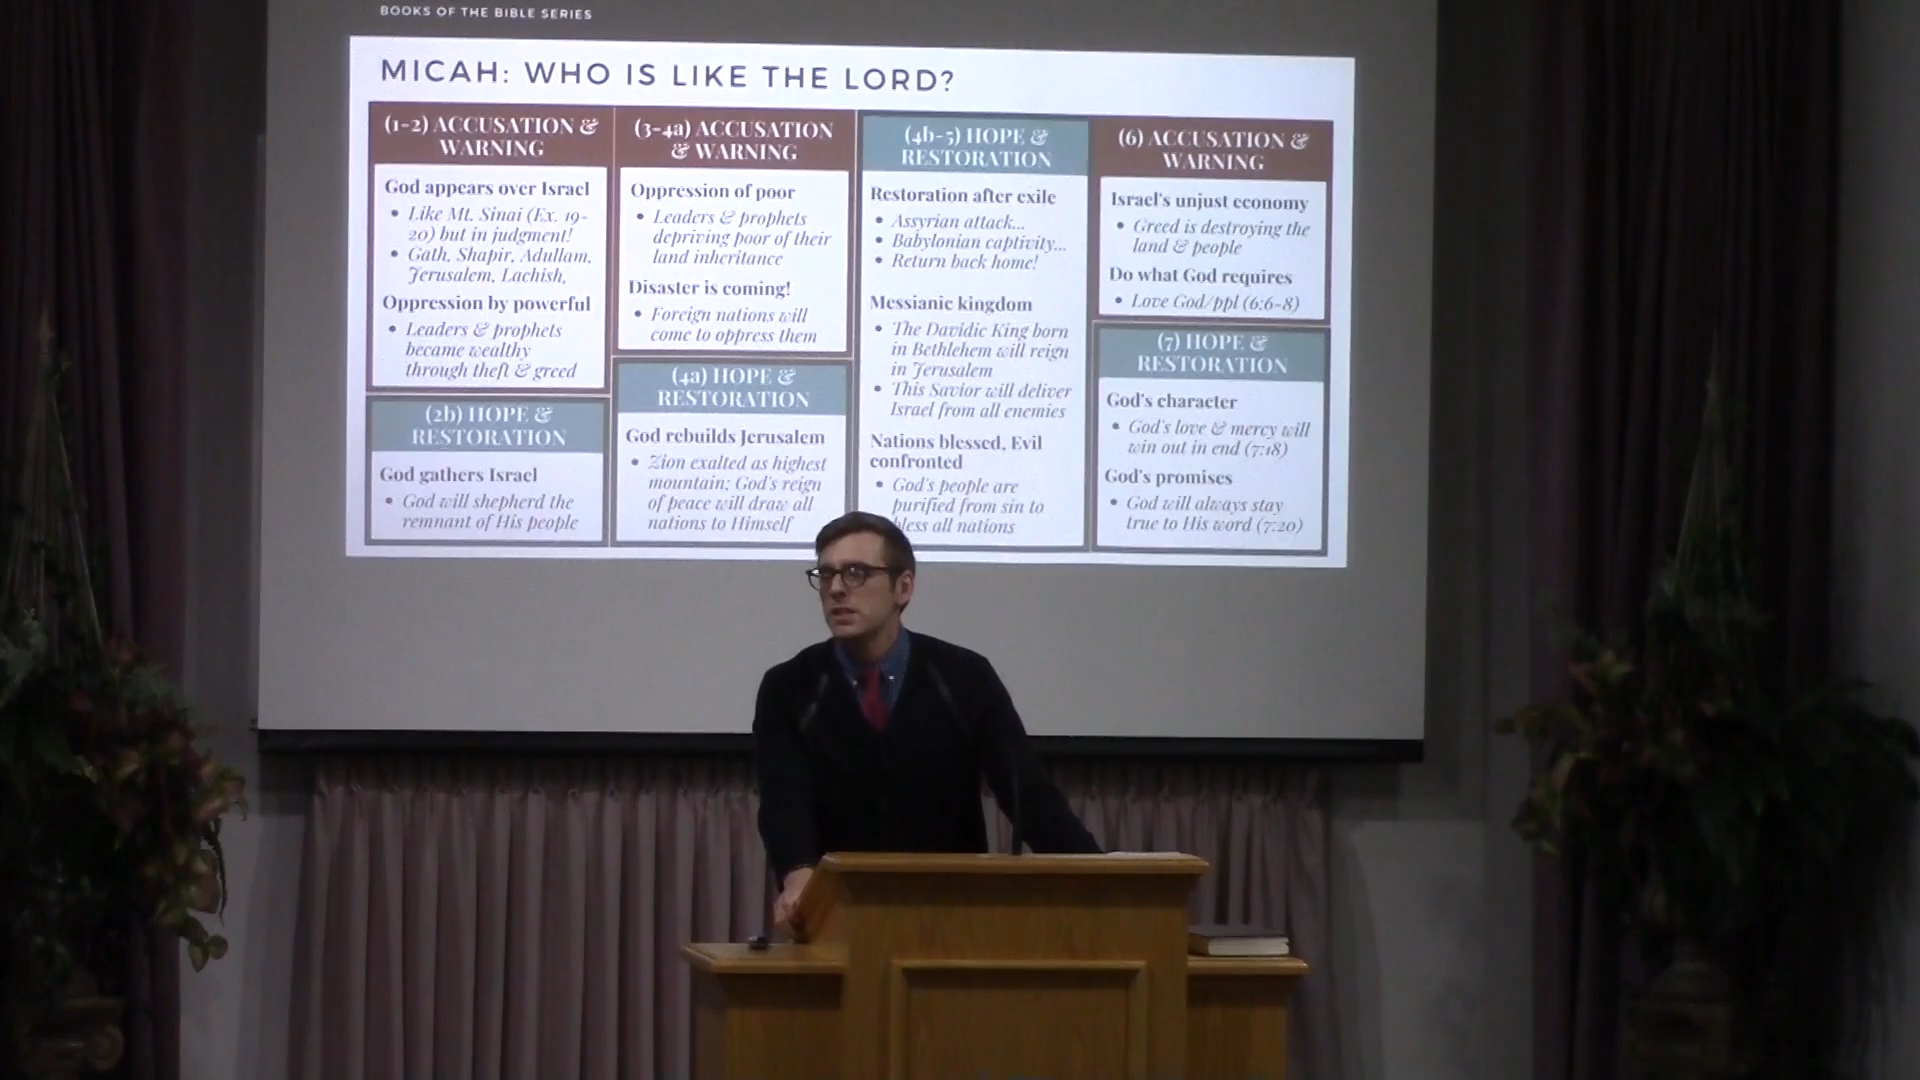 BOOKS OF THE BIBLE SERIES
MICAH: WHO IS LIKE THE LORD?
(1-2) ACCUSATION &
WARNING
God appears over Israel
• Like Mt. Sinai (Ex. 19-
20) but in judgment!
• Gath, Shapir, Adullam,
Jerusalem, Lachish,
Oppression by powerful
• Leaders & prophets
became wealthy
through theft & greed
(2b) HOPE &
RESTORATION
God gathers Israel
• God will shepherd the
remnant of His people
(3-4a) ACCUSATION
& WARNING
Oppression of poor
• Leaders & prophets
depriving poor of their
land inheritance
Disaster is coming!
• Foreign nations will
come to oppress them
(4a) HOPE &
RESTORATION
God rebuilds Jerusalem
• Zion exalted as highest
mountain; God's reign
of peace will draw all
nations to Himself
(4b-5) HOPE &
RESTORATION
Restoration after exile
• Assyrian attack...
• Babylonian captivity...
• Return back home!
Messianic kingdom
• The Davidic King born
in Bethlehem will reign
in Jerusalem
• This Savior will deliver
Israel from all enemies
Nations blessed, Evil
confronted
• God's people are
purified from sin to
bless all nations
(6) ACCUSATION &
WARNING
Israel's unjust economy
• Greed is destroying the
land & people
Do what God requires
• Love God/ppl (6:6-8)
(7) HOPE &
RESTORATION
God's character
• God's love & mercy will
win out in end (7:18)
God's promises
• God will always stay
true to His word (7:20)